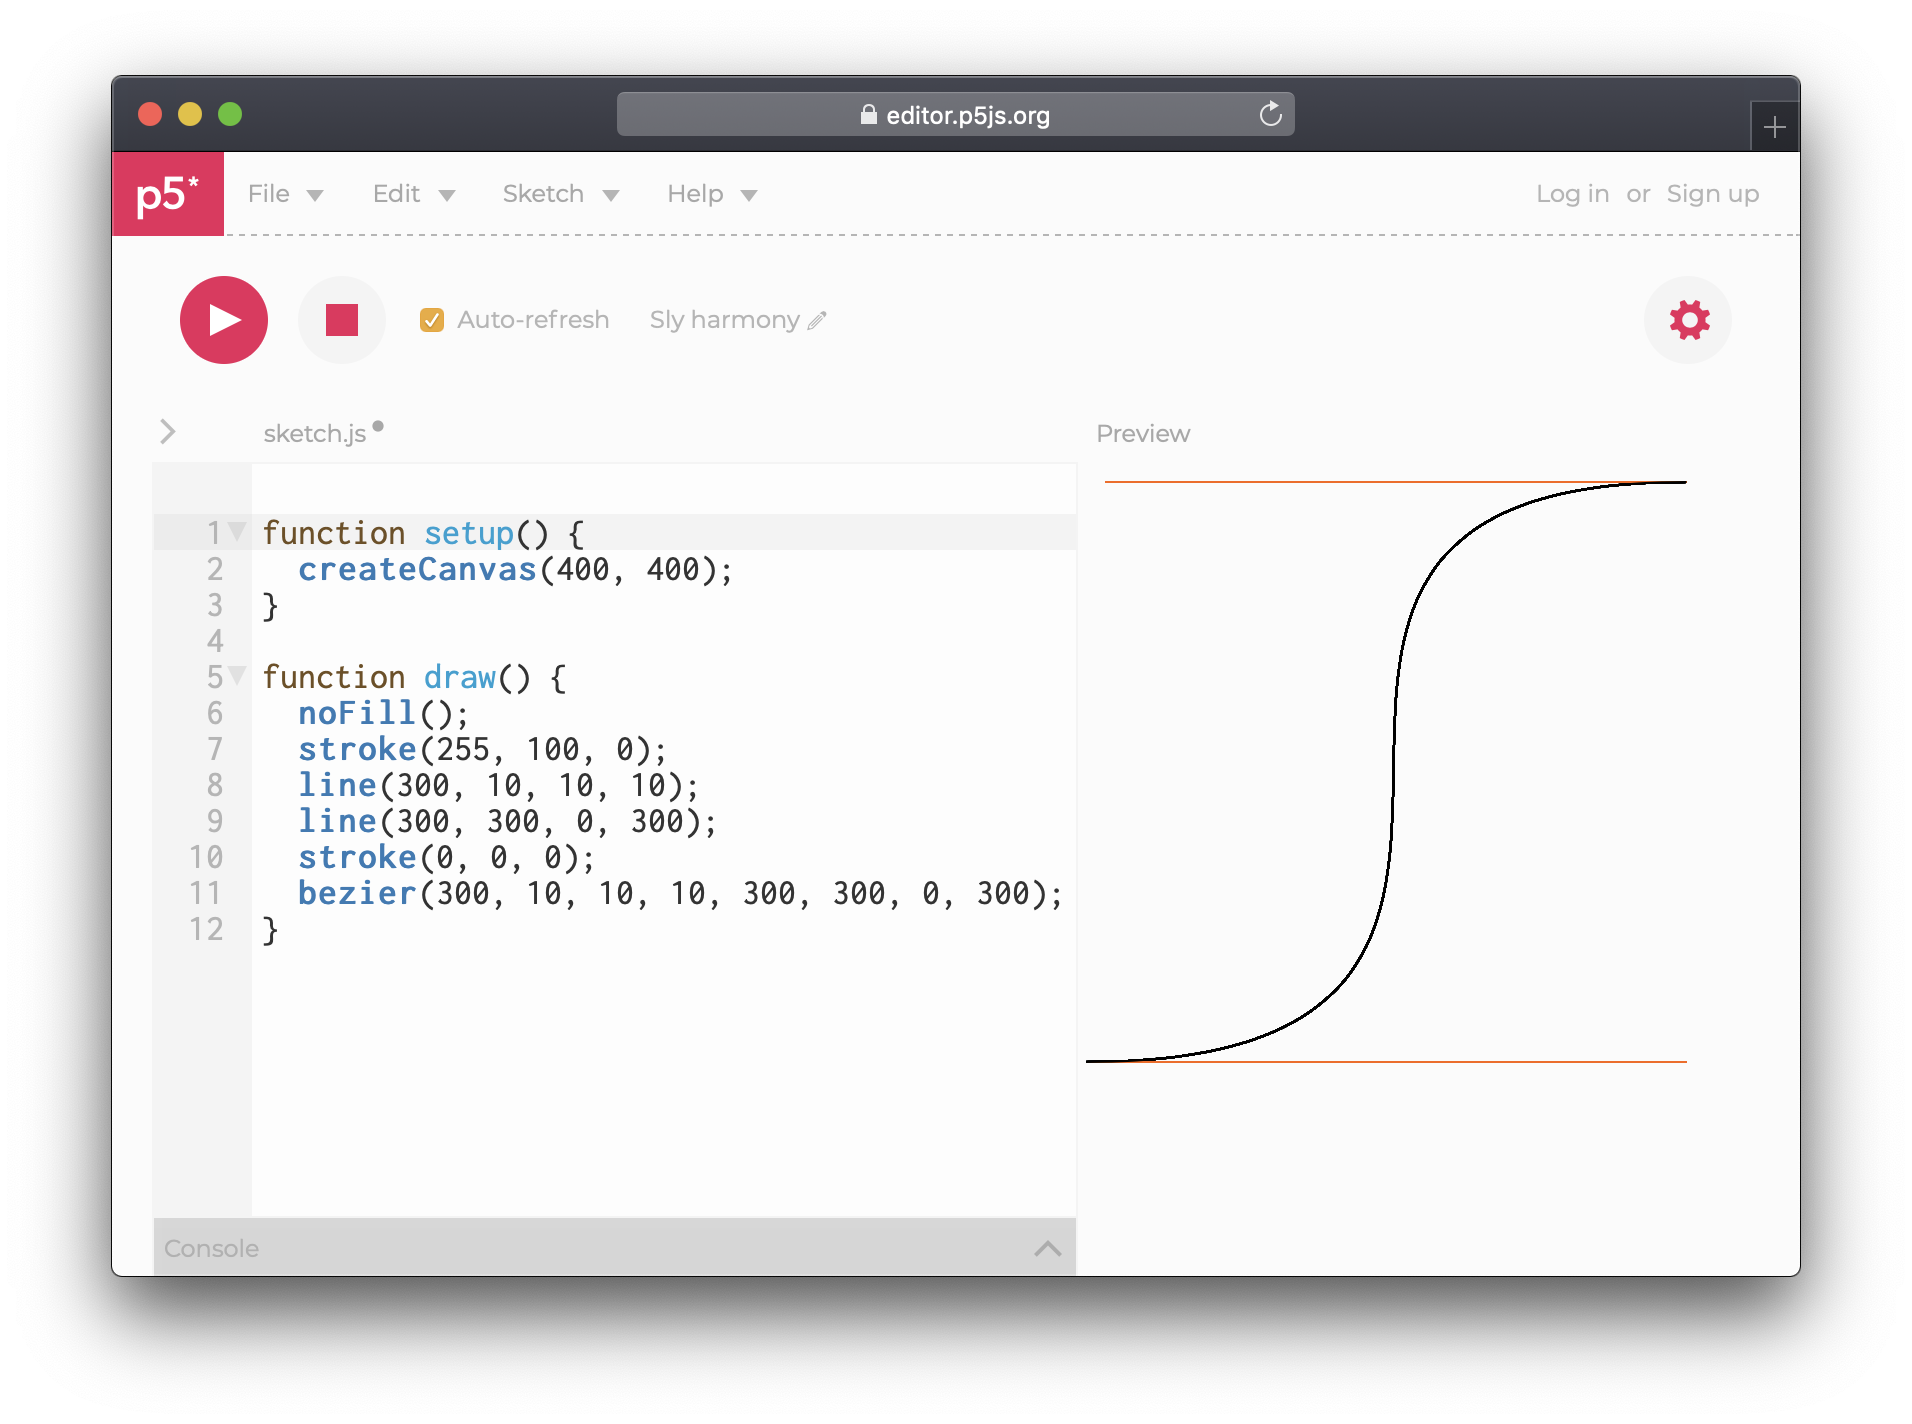 editor.p5js.org
p5*
File Edit Sketch Help Log in or Sign up
Auto-refresh Sly harmony
sketch.js
Preview
1 function setup() {
2 createCanvas(400, 400);
3 }
4
5 function draw() {
6 noFill();
7 stroke(255, 100, 0);
8 line(300, 10, 10, 10);
9 line(300, 300, 0, 300);
10 stroke(0, 0, 0);
11 bezier(300, 10, 10, 10, 300, 300, 0, 300);
12 }
Console